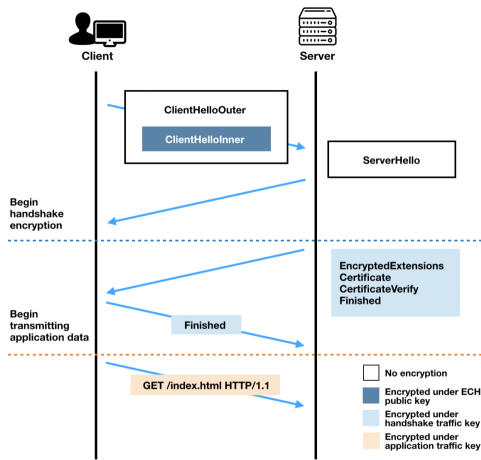 Client
Server
ClientHelloOuter
ClientHelloInner
ServerHello
Begin
handshake
encryption
EncryptedExtensions
Certificate
CertificateVerify
Finished
Begin
transmitting
application data
Finished
GET /index.html HTTP/1.1
No encryption
Encrypted under ECH
public key
Encrypted under
handshake traffic key
Encrypted under
application traffic key